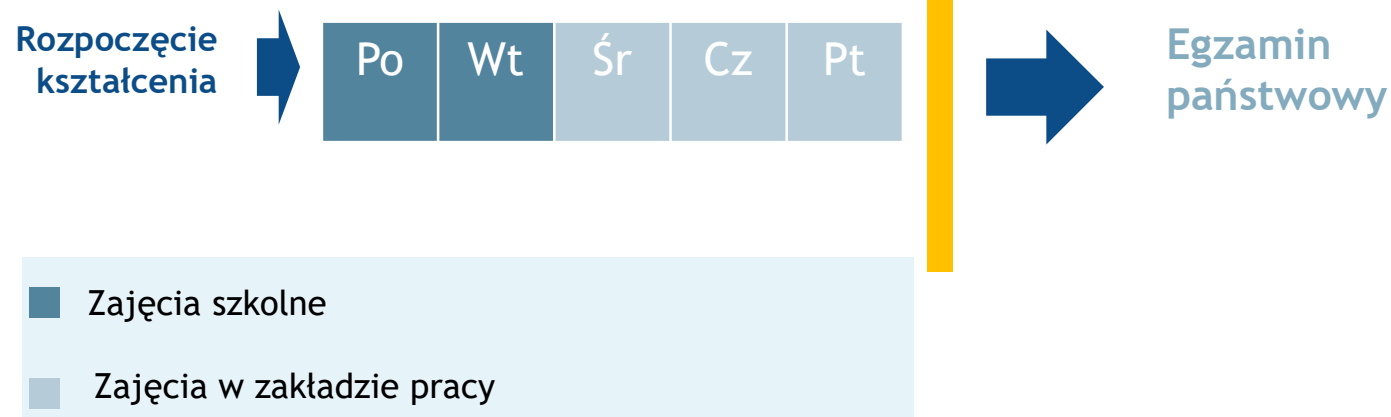 Rozpoczęcie
kształcenia
Po Wt Śr Cz Pt
Egzamin
państwowy
Zajęcia szkolne
Zajęcia w zakładzie pracy